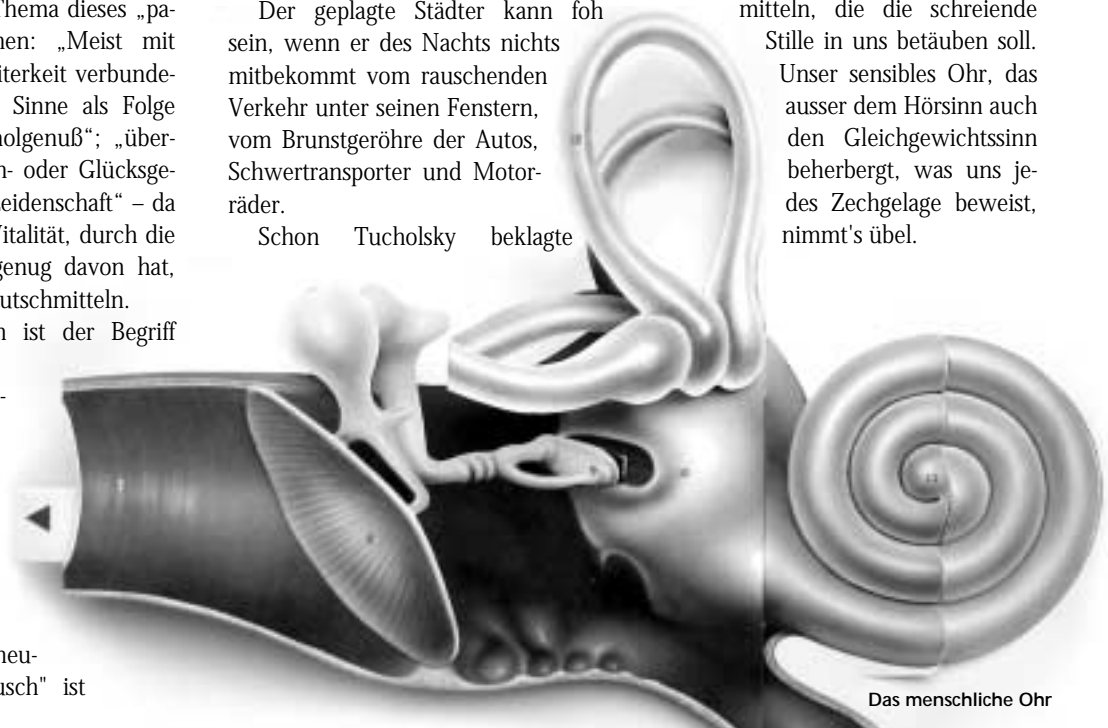 Thema dieses „pa-
nen: „Meist mit
iterkeit verbunde-
Sinne als Folge
nolgenuß“; „über-
n- oder Glücksge-
eidenschaft“ – da
Vitalität, durch die
genug davon hat,
utschmitteln.
n ist der Begriff
-
neu-
usch" ist
Der geplagte Städter kann foh
sein, wenn er des Nachts nichts
mitbekommt vom rauschenden
Verkehr unter seinen Fenstern,
vom Brunstgeröhre der Autos,
Schwertransporter und Motor-
räder.
Schon Tucholsky beklagte
mitteln, die die schreiende
Stille in uns betäuben soll.
Unser sensibles Ohr, das
ausser dem Hörsinn auch
den Gleichgewichtssinn
beherbergt, was uns je-
des Zechgelage beweist,
nimmt's übel.
Das menschliche Ohr